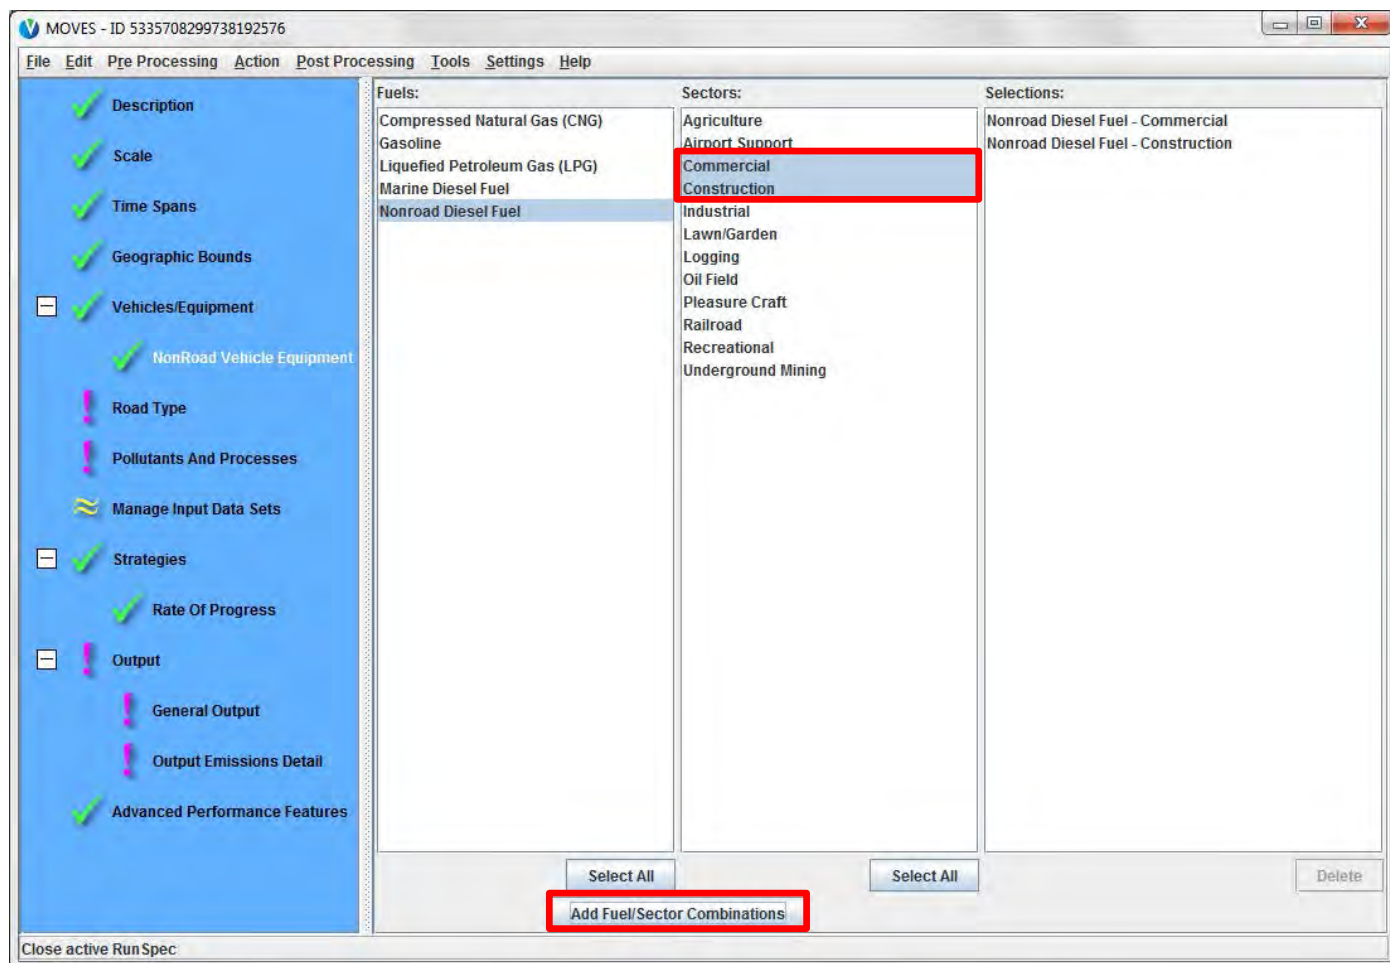 MOVES - ID 5335708299738192576
File Edit Pre Processing Action Post Processing Tools Settings Help
Description
Scale
Time Spans
Geographic Bounds
Vehicles/Equipment
NonRoad Vehicle Equipment
Road Type
Pollutants And Processes
Manage Input Data Sets
Strategies
Rate Of Progress
Output
General Output
Output Emissions Detail
Advanced Performance Features
Fuels:
Compressed Natural Gas (CNG)
Gasoline
Liquefied Petroleum Gas (LPG)
Marine Diesel Fuel
Nonroad Diesel Fuel
Select All
Sectors:
Agriculture
Airport Support
Commercial
Construction
Industrial
Lawn/Garden
Logging
Oil Field
Pleasure Craft
Railroad
Recreational
Underground Mining
Select All
Selections:
Nonroad Diesel Fuel - Commercial
Nonroad Diesel Fuel - Construction
Delete
Add Fuel/Sector Combinations
Close active RunSpec